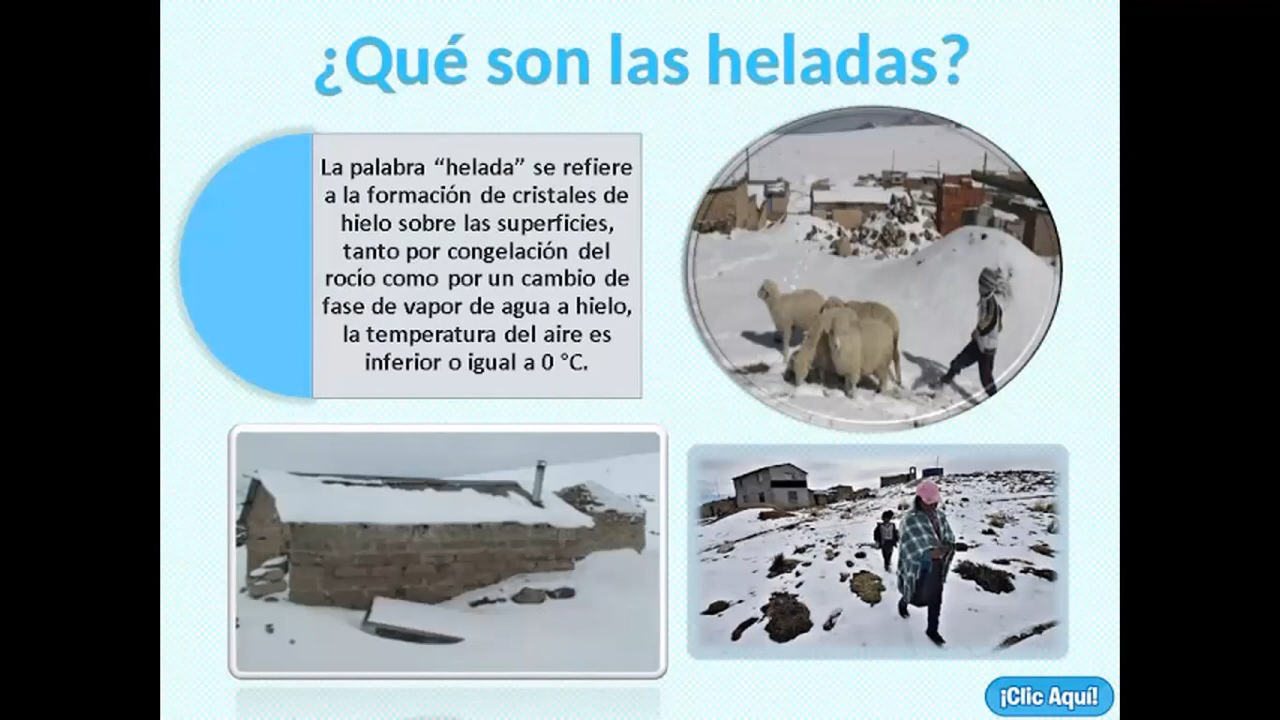 ¿Qué son las heladas?
La palabra “helada” se refiere
a la formación de cristales de
hielo sobre las superficies,
tanto por congelación del
rocío como por un cambio de
fase de vapor de agua a hielo,
la temperatura del aire es
inferior o igual a 0 °C.
¡Clic Aquí!